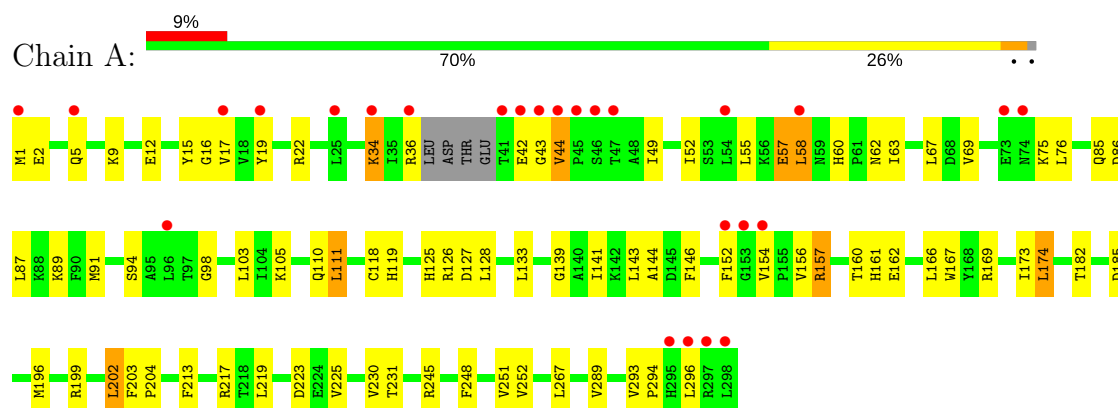 9%
Chain A:
70% 26% • •
M1 E2 Q5 K9 E12 Y15 G16 V17 V18 Y19 R22 L25 K34 I35 R36 LEU ASP THR GLU T41 E42 G43 V44 P45 S46 T47 A48 I49 I52 S53 L54 L55 K56 E57 L58 N59 H60 P61 N62 I63 L67 D68 V69 E73 N74 K75 L76 Q85
L87 K88 K89 F90 M91 S94 A95 L96 T97 G98 L103 I104 K105 Q110 L111 C118 H119 H125 R126 D127 L128 L133 G139 A140 I141 K142 L143 A144 D145 F146 F152 G153 V154 P155 V156 R157 T160 H161 E162 L166 W167 Y168 R169 I173 L174 T182 D185
M196 R199 L202 F203 P204 F213 R217 T218 L219 D223 E224 V225 V230 T231 R245 F248 V251 V252 L267 V289 V293 P294 H295 L296 R297 L298